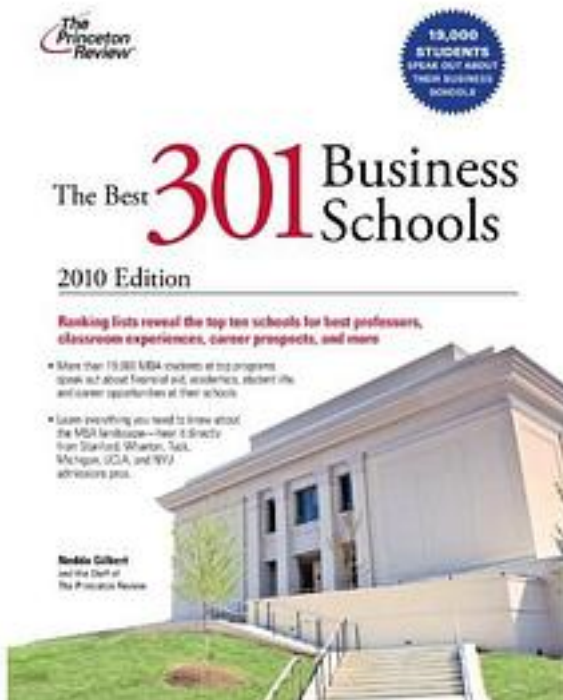 The
Princeton
Review
19,000
STUDENTS
SPEAK OUT ABOUT
THEIR BUSINESS
SCHOOLS
The Best 301 Business
Schools
2010 Edition
Ranking lists reveal the top ten schools for best professors,
classroom experiences, career prospects, and more
• More than 19,000 MBA students at top programs
speak out about financial aid, academics, student life,
and career opportunities at their schools
• Learn everything you need to know about
the MBA landscape—hear it directly
from Stanford, Wharton, Tuck,
Michigan, UCLA, and NYU
admissions pros.
Nedda Gilbert
and the Staff of
The Princeton Review